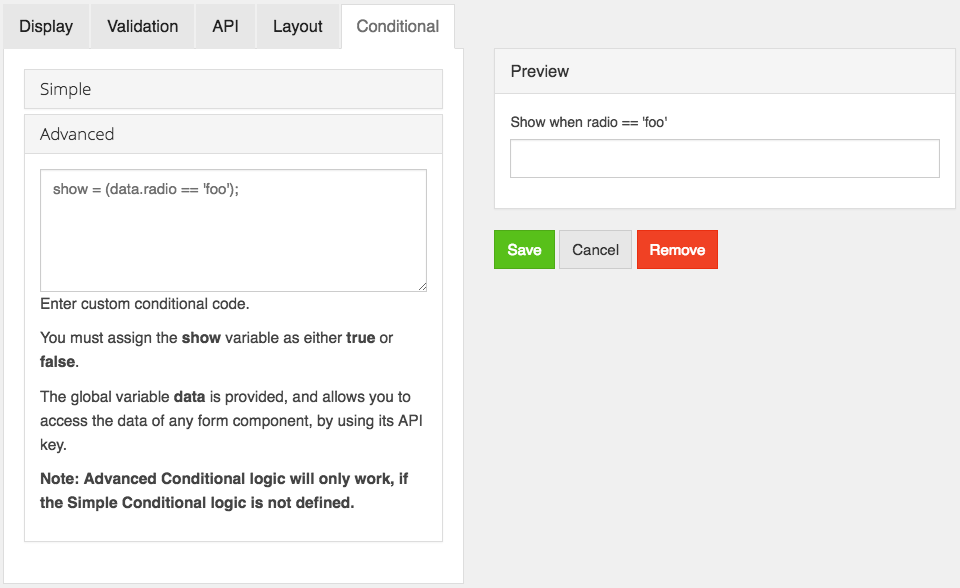 Display Validation API Layout Conditional
Simple
Advanced
show = (data.radio == 'foo');
Enter custom conditional code.
You must assign the show variable as either true or
false.
The global variable data is provided, and allows you to
access the data of any form component, by using its API
key.
Note: Advanced Conditional logic will only work, if
the Simple Conditional logic is not defined.
Preview
Show when radio == 'foo'
Save Cancel Remove